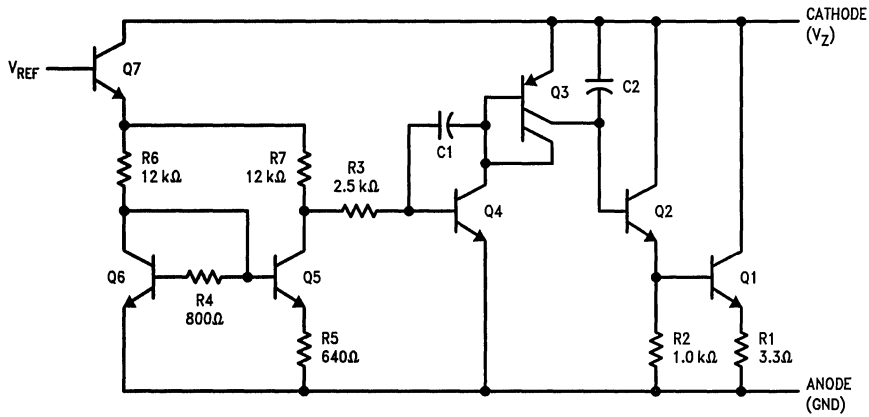 CATHODE
(VZ)
VREF
Q7
Q3
C2
R6
12 kΩ
R7
12 kΩ
C1
R3
2.5 kΩ
Q4
Q2
Q6
R4
800Ω
Q5
Q1
R5
640Ω
R2
1.0 kΩ
R1
3.3Ω
ANODE
(GND)